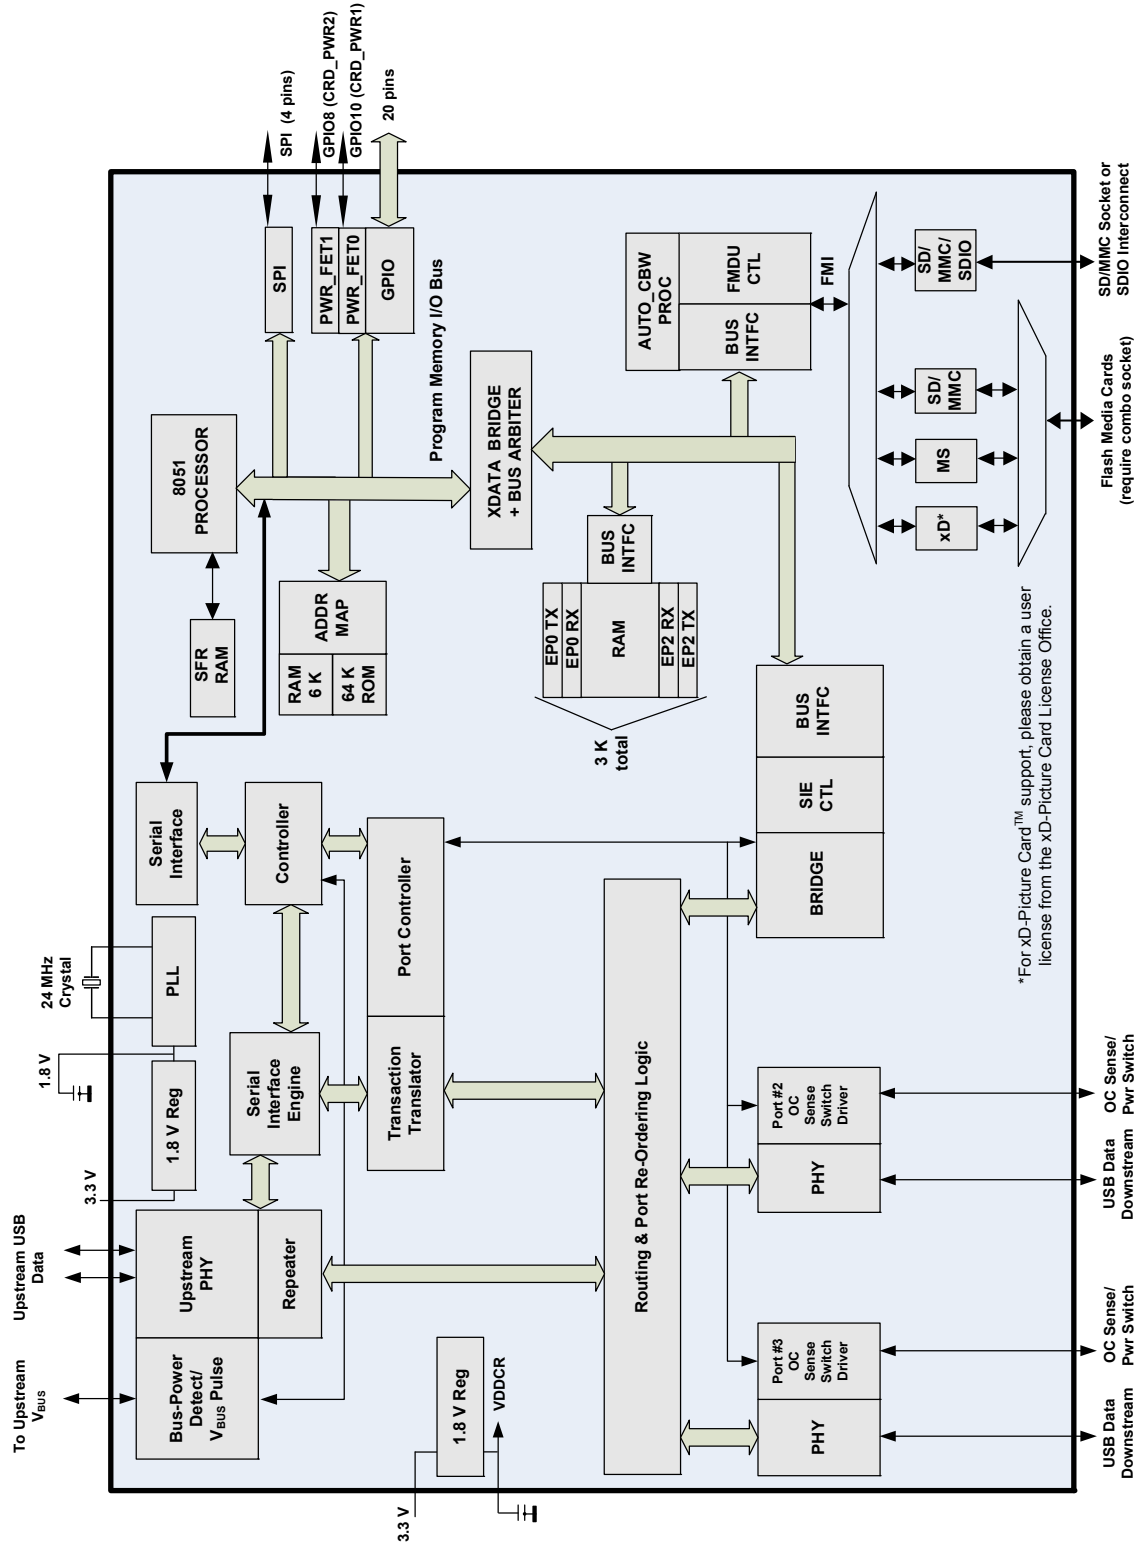 To Upstream
VBUS
Upstream USB
Data
3.3 V
1.8 V
24 MHz
Crystal
Bus-Power
Detect/
VBUS Pulse
Upstream
PHY
Repeater
1.8 V Reg
PLL
Serial
Interface
Engine
Serial
Interface
Controller
SFR
RAM
8051
PROCESSOR
SPI
SPI (4 pins)
PWR_FET1
GPIO8 (CRD_PWR2)
PWR_FET0
GPIO10 (CRD_PWR1)
GPIO
20 pins
RAM
6 K
64 K
ROM
ADDR
MAP
Program Memory I/O Bus
3.3 V
1.8 V Reg
VDDCR
Transaction
Translator
Port Controller
XDATA BRIDGE
+ BUS ARBITER
3 K
total
EP0 TX
EP0 RX
RAM
EP2 RX
EP2 TX
BUS
INTFC
AUTO_CBW
PROC
BUS
INTFC
FMDU
CTL
FMI
Routing & Port Re-Ordering Logic
PHY
Port #3
OC
Sense
Switch
Driver
PHY
Port #2
OC
Sense
Switch
Driver
BRIDGE
SIE
CTL
BUS
INTFC
xD*
MS
SD/
MMC
SD/
MMC/
SDIO
*For xD-Picture Card™ support, please obtain a user
license from the xD-Picture Card License Office.
USB Data
Downstream
OC Sense/
Pwr Switch
USB Data
Downstream
OC Sense/
Pwr Switch
Flash Media Cards
(require combo socket)
SD/MMC Socket or
SDIO Interconnect